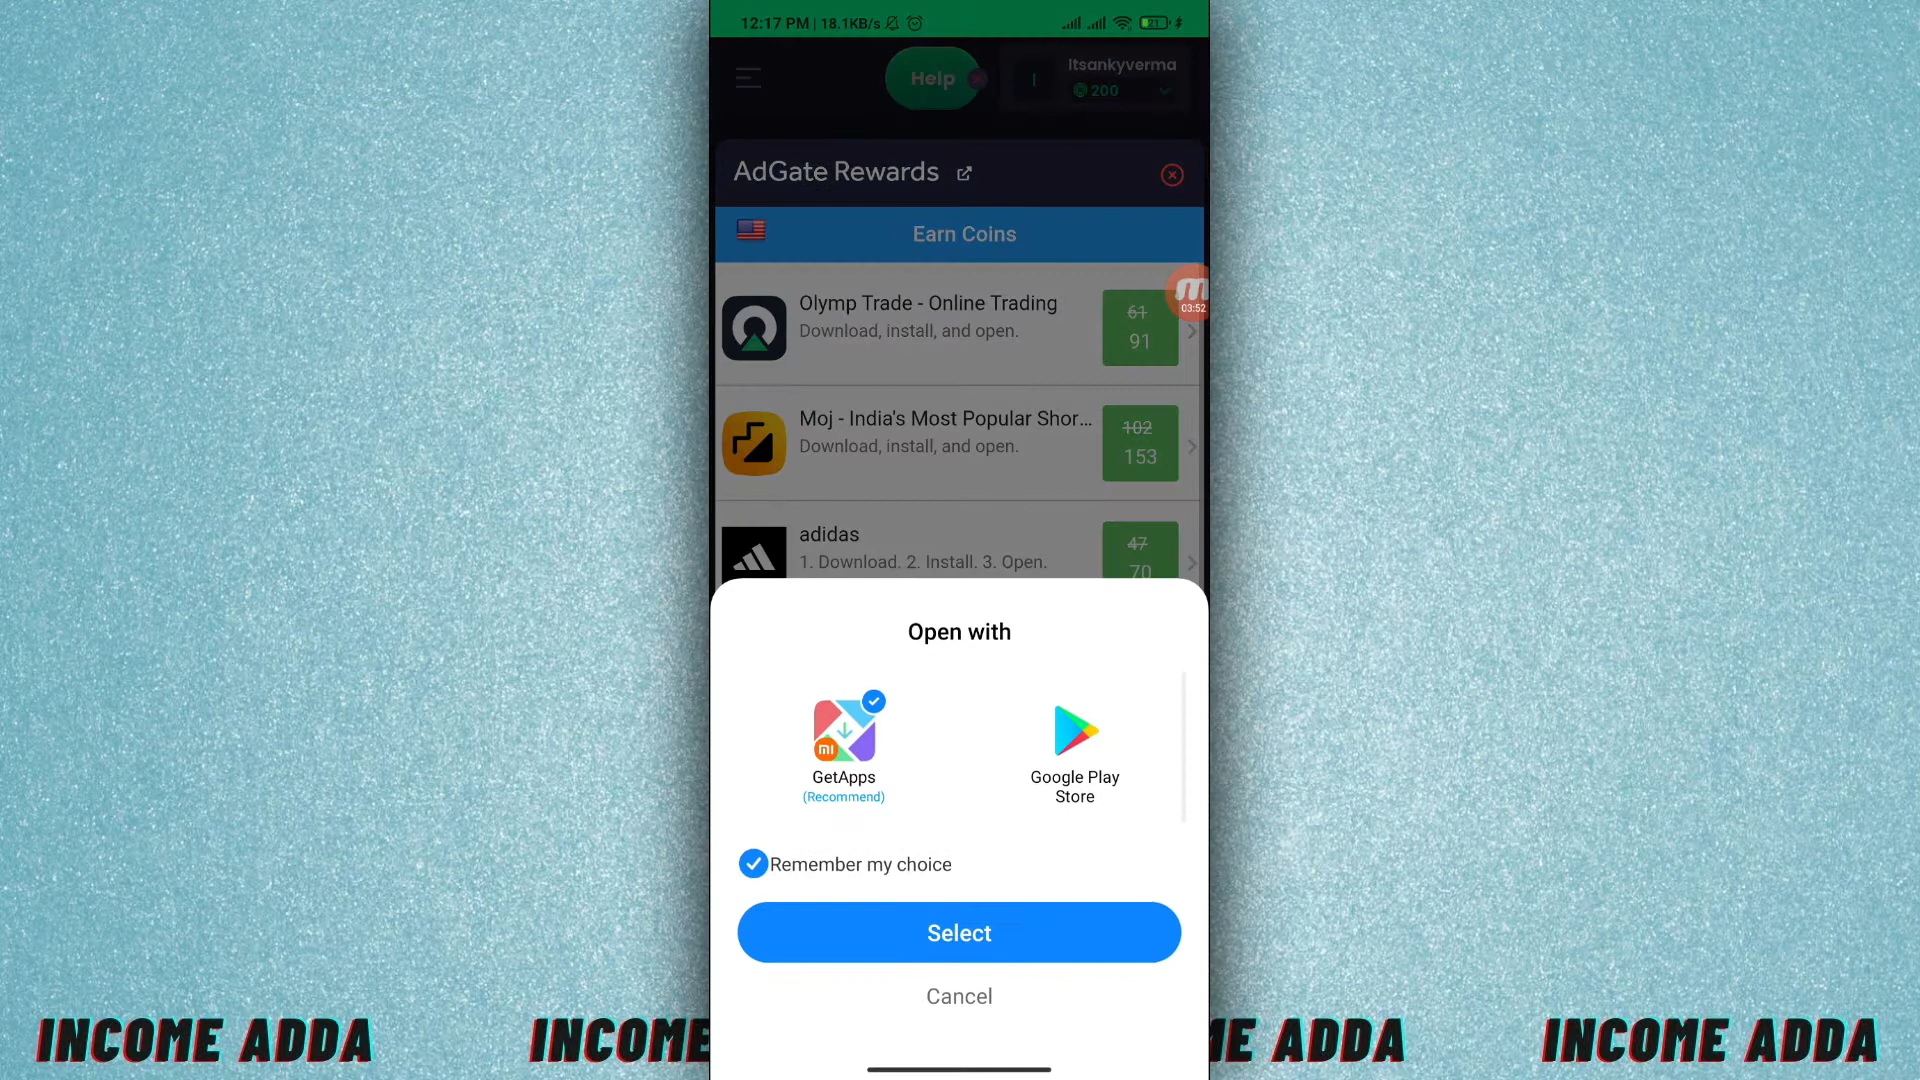 12:17 PM | 18.1KB/s
21
Help
I
Itsankyverma
200
AdGate Rewards
Earn Coins
03:52
Olymp Trade - Online Trading
Download, install, and open.
61
91
Moj - India's Most Popular Shor...
Download, install, and open.
102
153
adidas
1. Download. 2. Install. 3. Open.
47
70
Open with
mi
GetApps
(Recommend)
Google Play
Store
Remember my choice
Select
Cancel
INCOME ADDA
INCOME
ME ADDA
INCOME ADDA